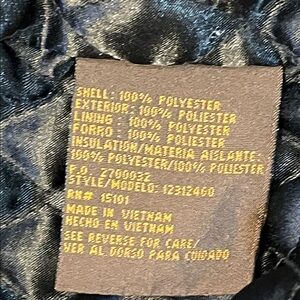 SHELL: 100% POLYESTER
EXTERIOR: 100% POLIESTER
LINING : 100% POLYESTER
FORRO : 100% POLIESTER
INSULATION/MATERIA AISLANTE:
100% POLYESTER/100% POLIESTER
P.O. 2700032
STYLE/MODELO: 12312460
RN# 15101
MADE IN VIETNAM
HECHO EN VIETNAM
SEE REVERSE FOR CARE/
VER AL DORSO PARA CUIDADO